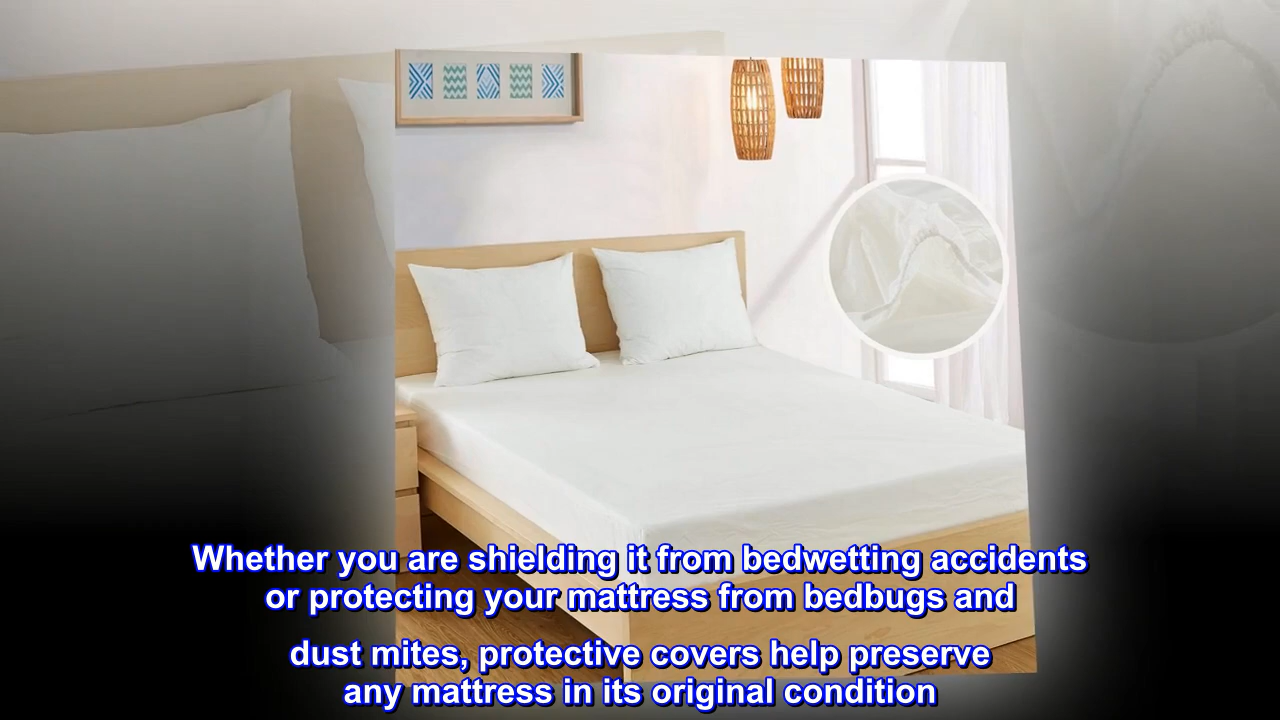 Whether you are shielding it from bedwetting accidents
or protecting your mattress from bedbugs and
dust mites, protective covers help preserve
any mattress in its original condition